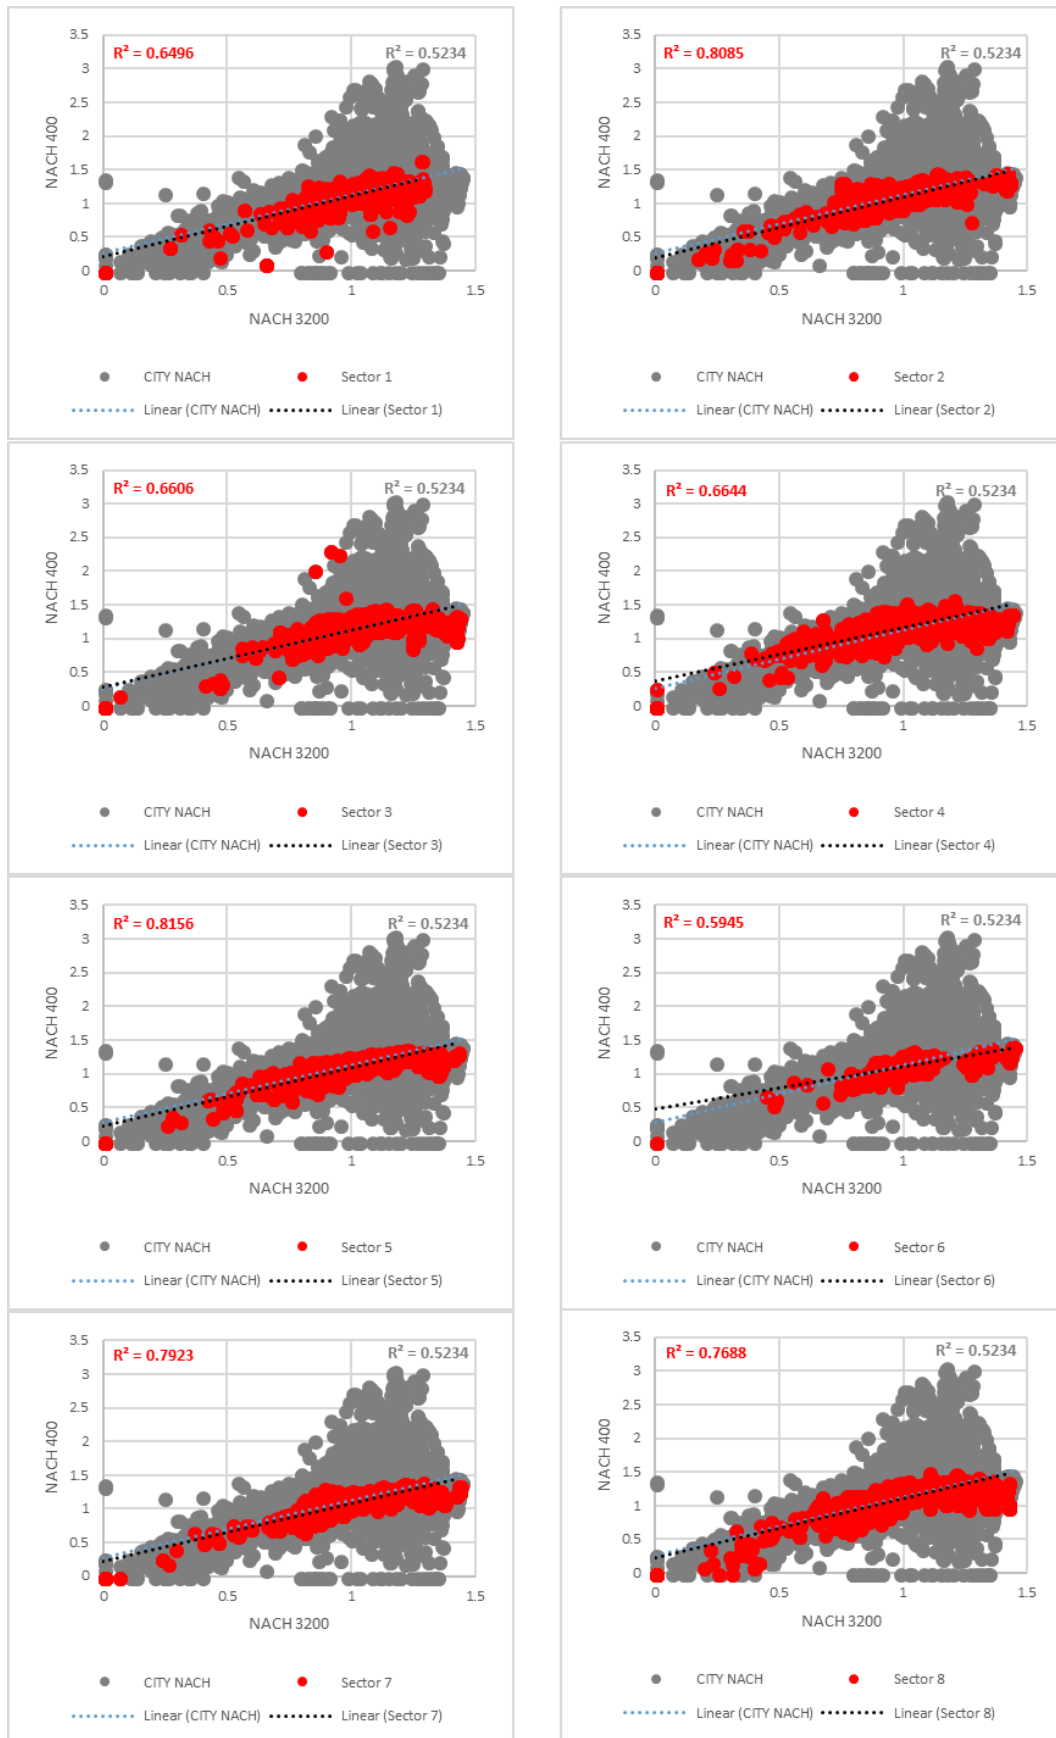 R² = 0.6496 R² = 0.5234
3.5
3
2.5
2
1.5
1
0.5
0
NACH 400
0 0.5 1 1.5
NACH 3200
CITY NACH Sector 1
Linear (CITY NACH) Linear (Sector 1)
R² = 0.8085 R² = 0.5234
3.5
3
2.5
2
1.5
1
0.5
0
NACH 400
0 0.5 1 1.5
NACH 3200
CITY NACH Sector 2
Linear (CITY NACH) Linear (Sector 2)
R² = 0.6606 R² = 0.5234
3.5
3
2.5
2
1.5
1
0.5
0
NACH 400
0 0.5 1 1.5
NACH 3200
CITY NACH Sector 3
Linear (CITY NACH) Linear (Sector 3)
R² = 0.6644 R² = 0.5234
3.5
3
2.5
2
1.5
1
0.5
0
NACH 400
0 0.5 1 1.5
NACH 3200
CITY NACH Sector 4
Linear (CITY NACH) Linear (Sector 4)
R² = 0.8156 R² = 0.5234
3.5
3
2.5
2
1.5
1
0.5
0
NACH 400
0 0.5 1 1.5
NACH 3200
CITY NACH Sector 5
Linear (CITY NACH) Linear (Sector 5)
R² = 0.5945 R² = 0.5234
3.5
3
2.5
2
1.5
1
0.5
0
NACH 400
0 0.5 1 1.5
NACH 3200
CITY NACH Sector 6
Linear (CITY NACH) Linear (Sector 6)
R² = 0.7923 R² = 0.5234
3.5
3
2.5
2
1.5
1
0.5
0
NACH 400
0 0.5 1 1.5
NACH 3200
CITY NACH Sector 7
Linear (CITY NACH) Linear (Sector 7)
R² = 0.7688 R² = 0.5234
3.5
3
2.5
2
1.5
1
0.5
0
NACH 400
0 0.5 1 1.5
NACH 3200
CITY NACH Sector 8
Linear (CITY NACH) Linear (Sector 8)